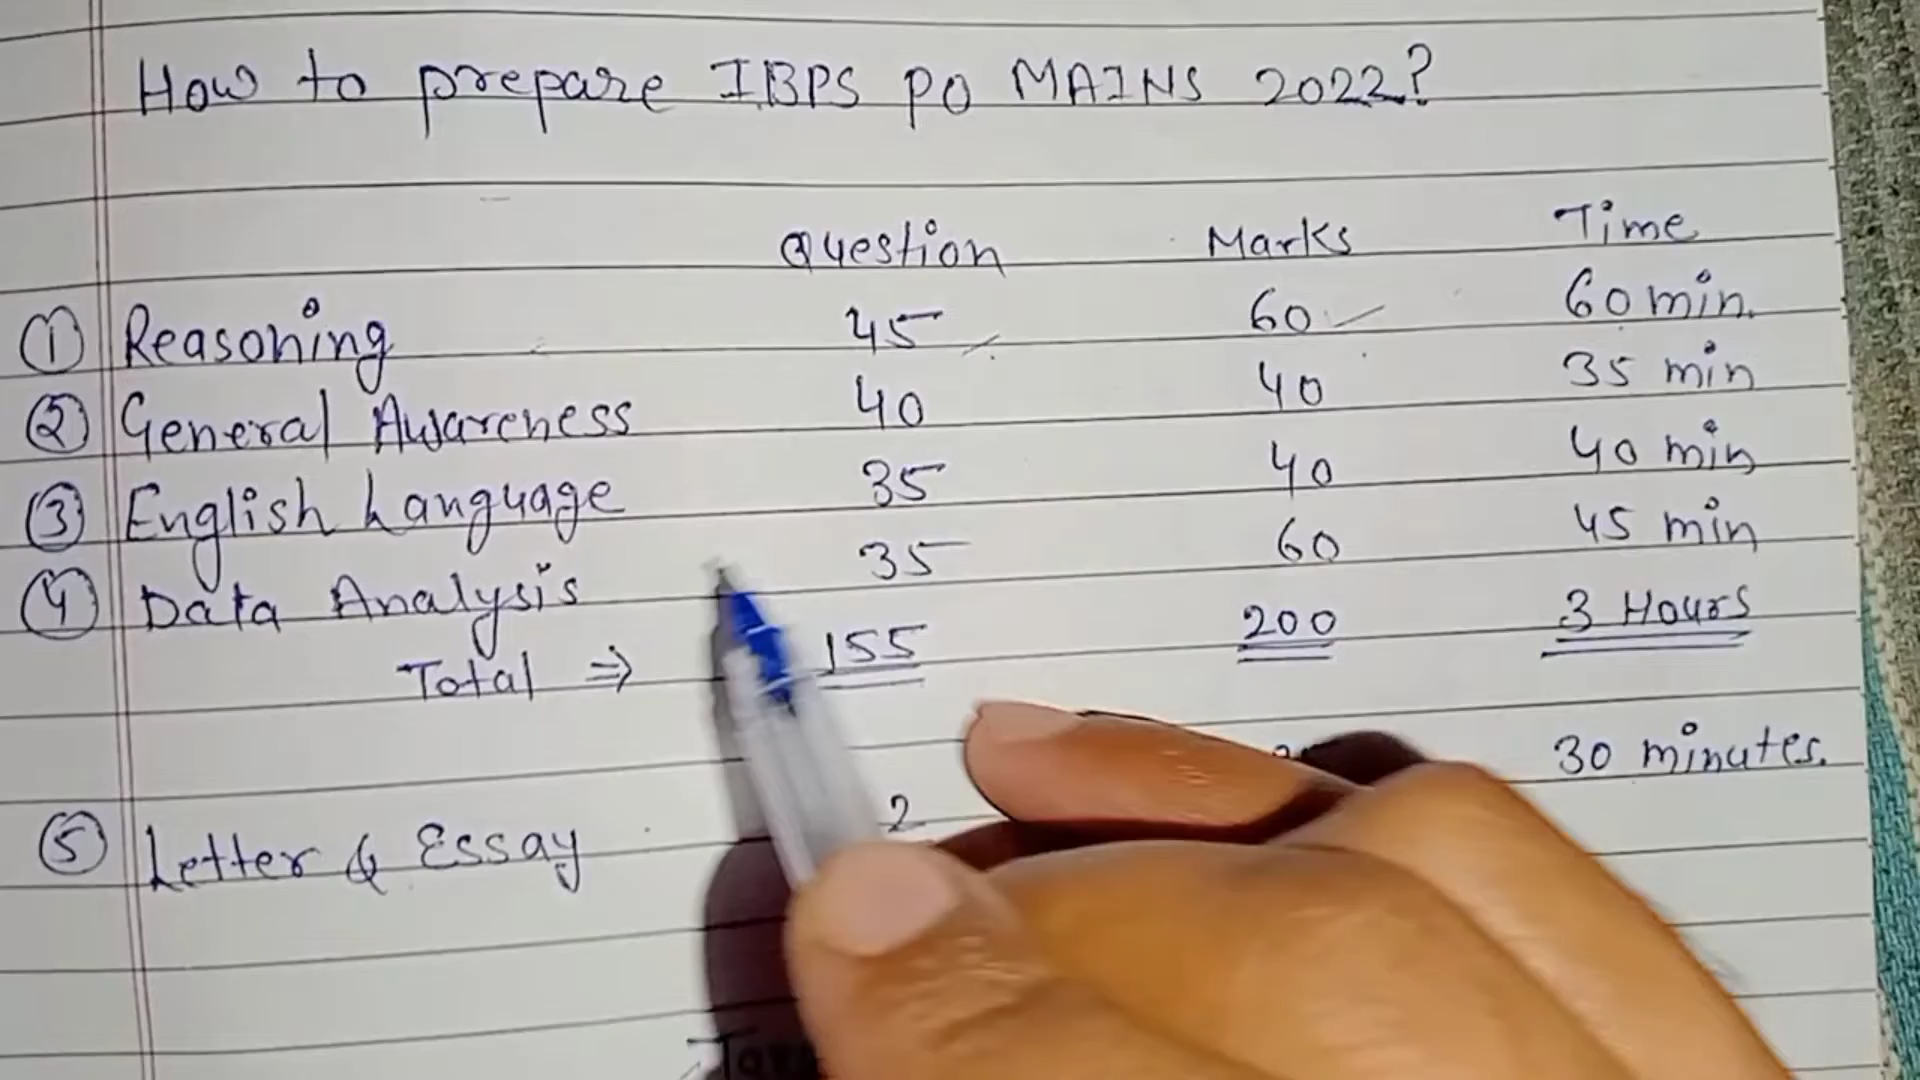 How to prepare IBPS PO MAINS 2022?
Question Marks Time
① Reasoning 45 60 60 min.
② General Awareness 40 40 35 min
③ English Language 35 40 40 min
④ Data Analysis 35 60 45 min
Total ⇒ 155 200 3 Hours
30 minutes.
⑤ Letter & Essay 2